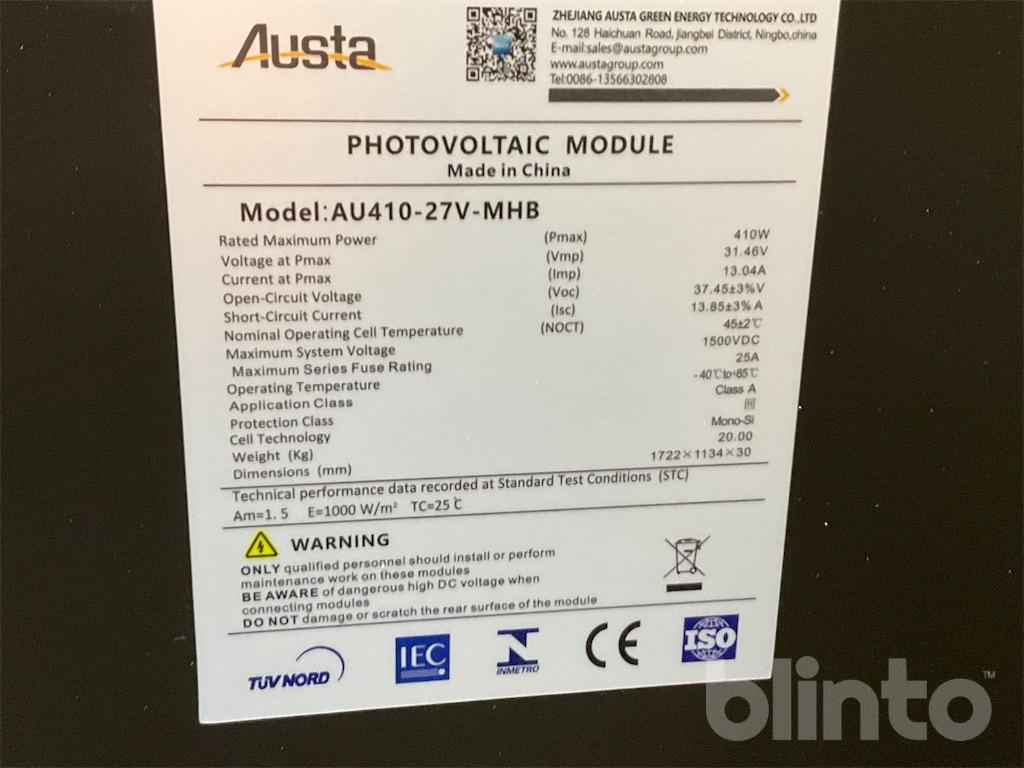 Austa
ZHEJIANG AUSTA GREEN ENERGY TECHNOLOGY CO.,LTD
No. 128 Haichuan Road, Jiangbei District, Ningbo,china
E-mail:sales@austagroup.com
www.austagroup.com
Tel:0086-13566302808
PHOTOVOLTAIC MODULE
Made in China
Model:AU410-27V-MHB
Rated Maximum Power (Pmax) 410W
Voltage at Pmax (Vmp) 31.46V
Current at Pmax (Imp) 13.04A
Open-Circuit Voltage (Voc) 37.45±3%V
Short-Circuit Current (Isc) 13.85±3% A
Nominal Operating Cell Temperature (NOCT) 45±2℃
Maximum System Voltage 1500VDC
Maximum Series Fuse Rating 25A
Operating Temperature -40℃to+85℃
Application Class Class A
Protection Class
Cell Technology Mono-Si
Weight (Kg) 20.00
Dimensions (mm) 1722×1134×30
Technical performance data recorded at Standard Test Conditions (STC)
Am=1.5 E=1000 W/m² TC=25℃
WARNING
ONLY qualified personnel should install or perform
maintenance work on these modules
BE AWARE of dangerous high DC voltage when
connecting modules
DO NOT damage or scratch the rear surface of the module
TUV NORD
IEC
INMETRO
CE
ISO
blinto™